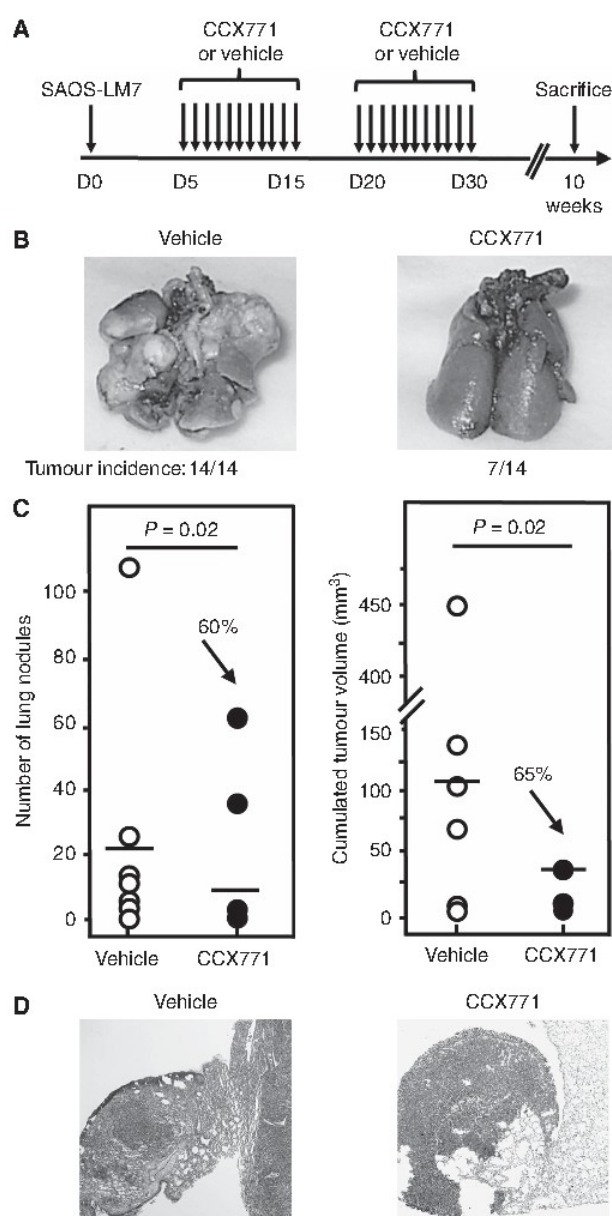 A
CCX771
or vehicle
CCX771
or vehicle
SAOS-LM7
Sacrifice
D0
D5
D15
D20
D30
10
weeks
B
Vehicle
CCX771
Tumour incidence: 14/14
7/14
C
Number of lung nodules
100
80
60
40
20
0
P = 0.02
60%
Vehicle
CCX771
Cumulated tumour volume (mm³)
450
400
150
100
50
0
P = 0.02
65%
Vehicle
CCX771
D
Vehicle
CCX771